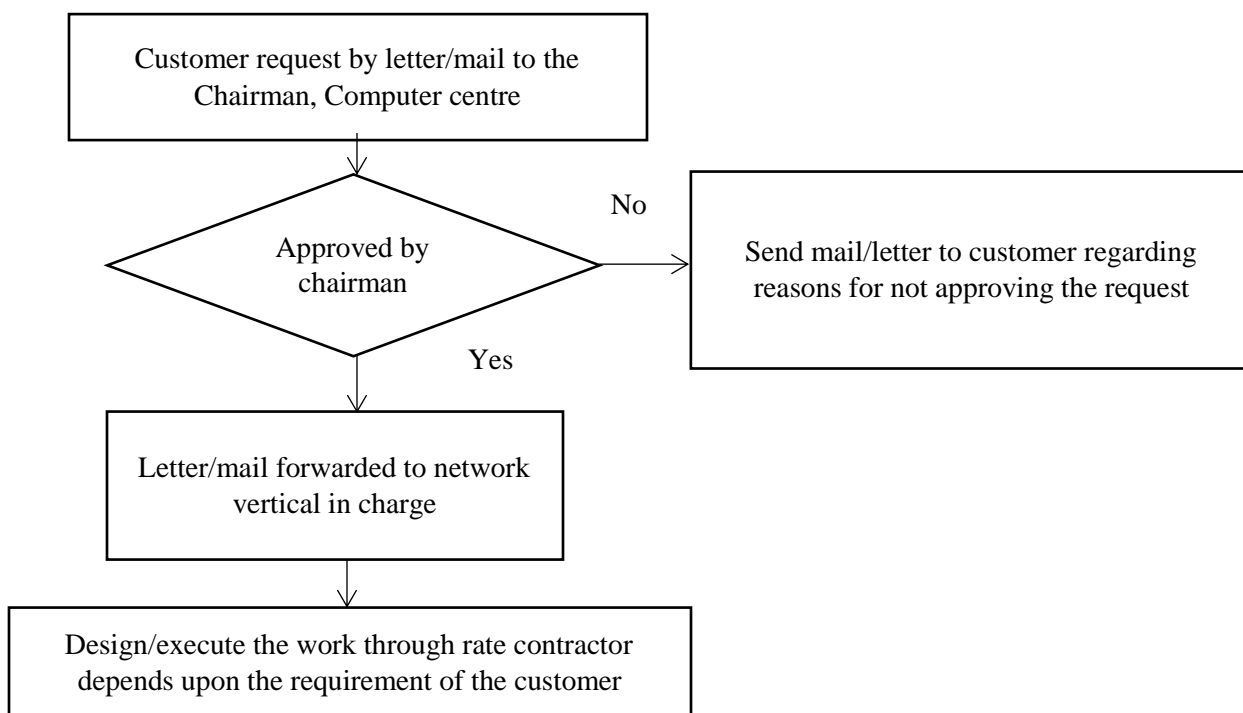 Customer request by letter/mail to the
Chairman, Computer centre
No
Approved by
chairman
Send mail/letter to customer regarding
reasons for not approving the request
Yes
Letter/mail forwarded to network
vertical in charge
Design/execute the work through rate contractor
depends upon the requirement of the customer